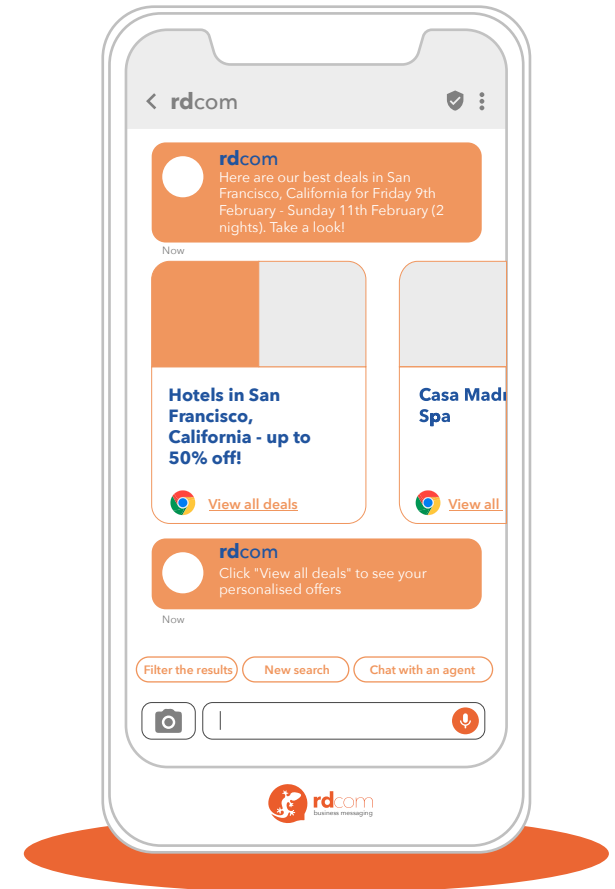 rdcom
rdcom
Here are our best deals in San
Francisco, California for Friday 9th
February - Sunday 11th February (2
nights). Take a look!
Now
Hotels in San
Francisco,
California - up to
50% off!
View all deals
Casa Madr
Spa
View all
rdcom
Click "View all deals" to see your
personalised offers
Now
Filter the results
New search
Chat with an agent
rdcom
business messaging